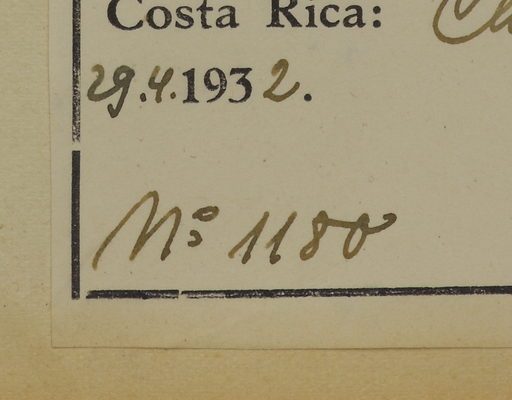 Costa Rica:
29.4.1932.
No 1180